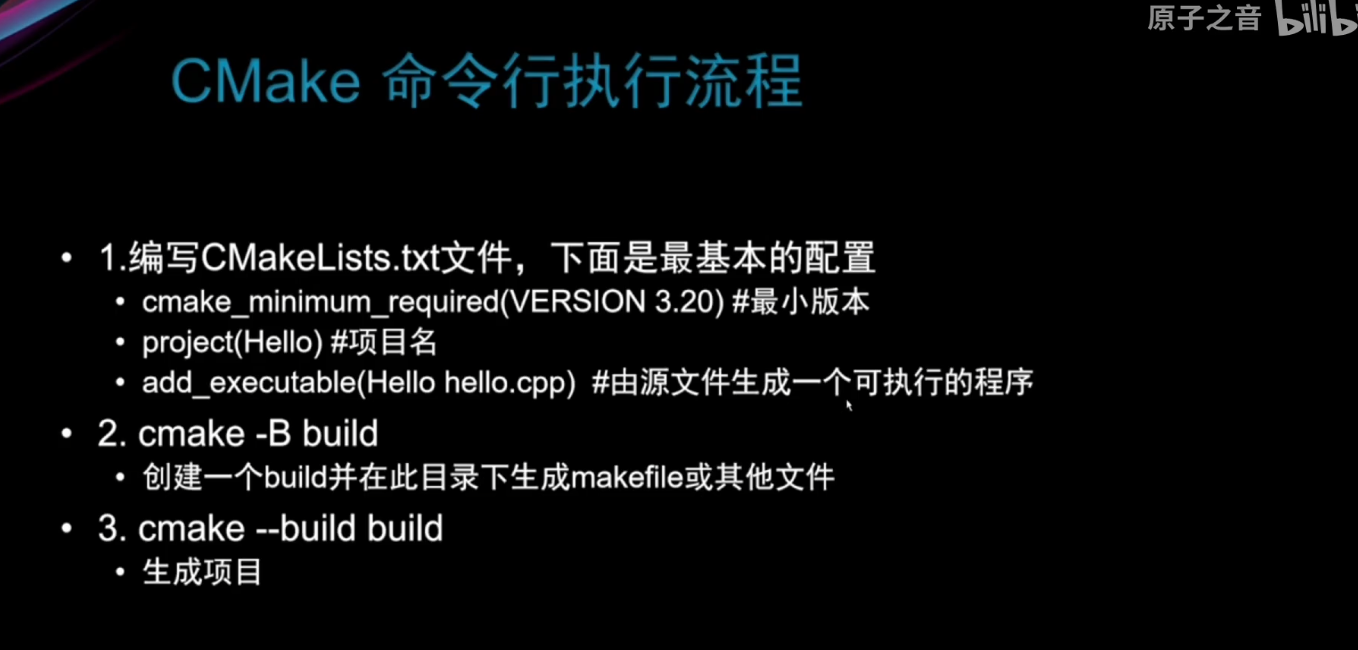 原子之音 bilibi
CMake 命令行执行流程
• 1.编写CMakeLists.txt文件，下面是最基本的配置
• cmake_minimum_required(VERSION 3.20) #最小版本
• project(Hello) #项目名
• add_executable(Hello hello.cpp) #由源文件生成一个可执行的程序
• 2. cmake -B build
• 创建一个build并在此目录下生成makefile或其他文件
• 3. cmake --build build
• 生成项目